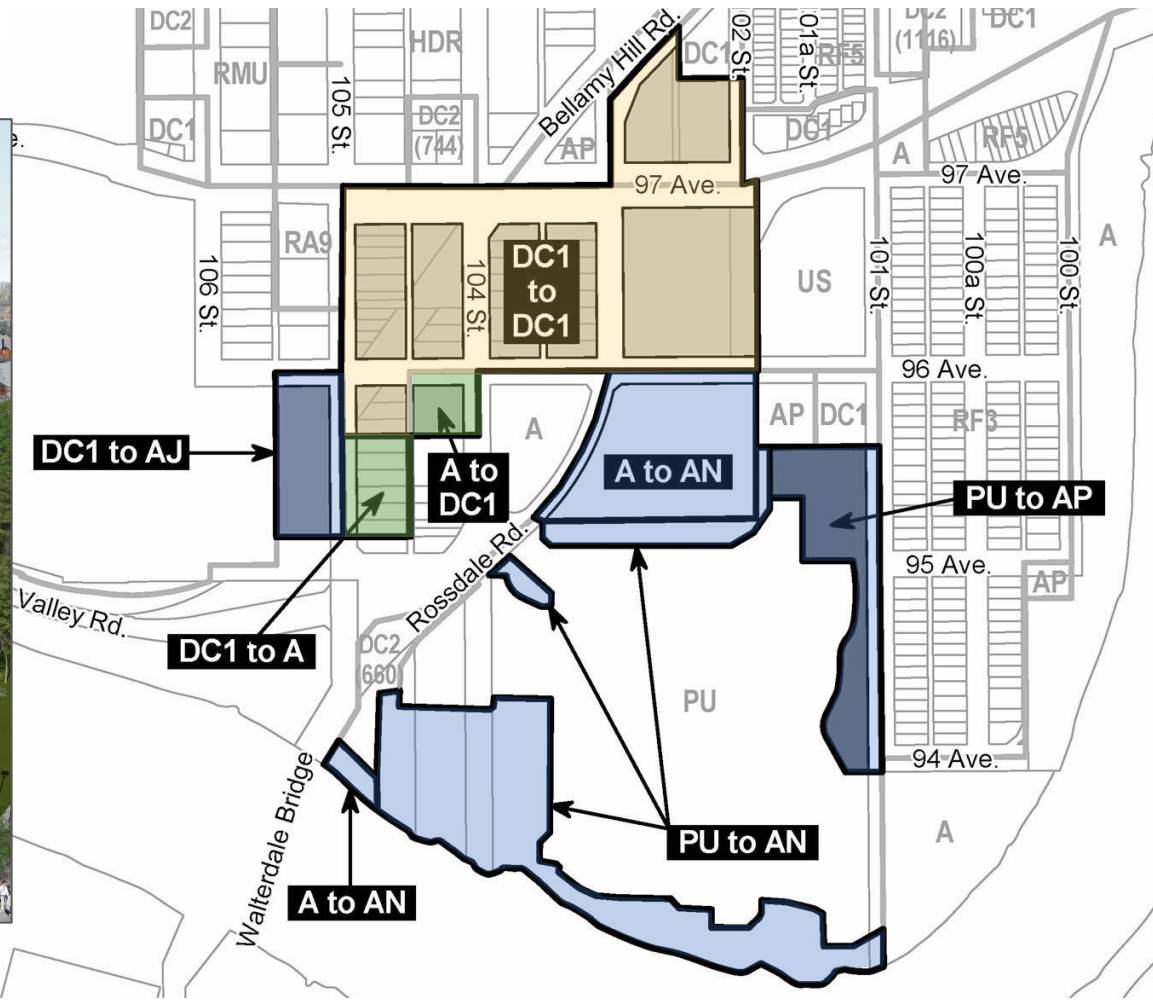 DC2
HDR
RMU
105 St.
DC1
DC2
(744)
Bellamy Hill Rd.
AP
DC1
02 St.
01a St.
RF5
DC2
(1116)
DC1
DC1
A
RF5
e.
97 Ave.
97 Ave.
RA9
106 St.
104 St.
DC1
to
DC1
US
101 St.
100a St.
100 St.
A
96 Ave.
DC1 to AJ
A
A to
DC1
A to AN
AP
DC1
RF3
PU to AP
95 Ave.
AP
Rossdale Rd.
Valley Rd.
DC1 to A
DC2
(660)
PU
94 Ave.
Walterdale Bridge
PU to AN
A
A to AN